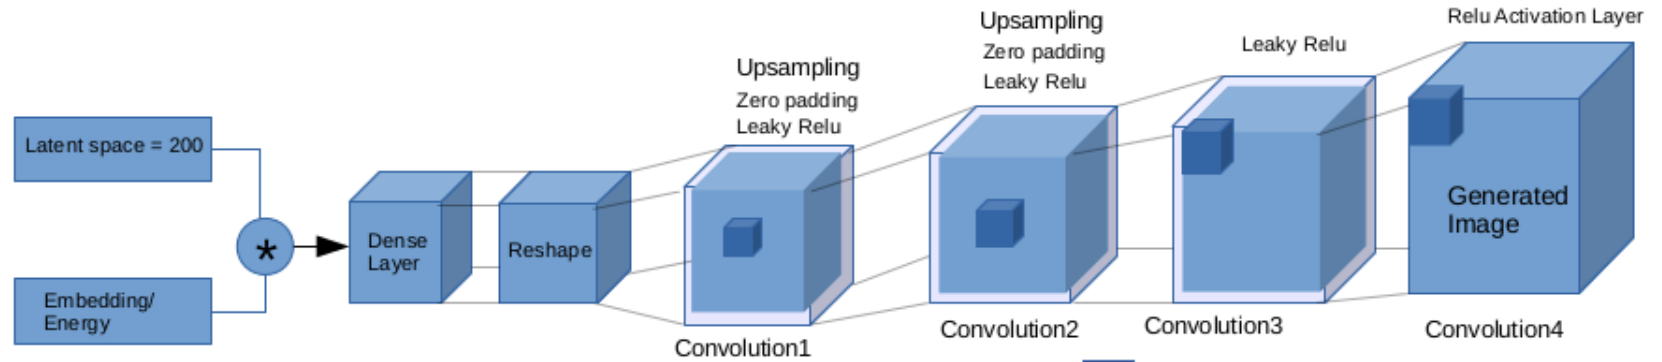 Latent space = 200
Embedding/
Energy
*
Dense
Layer
Reshape
Upsampling
Zero padding
Leaky Relu
Convolution1
Upsampling
Zero padding
Leaky Relu
Convolution2
Leaky Relu
Convolution3
Relu Activation Layer
Generated
Image
Convolution4